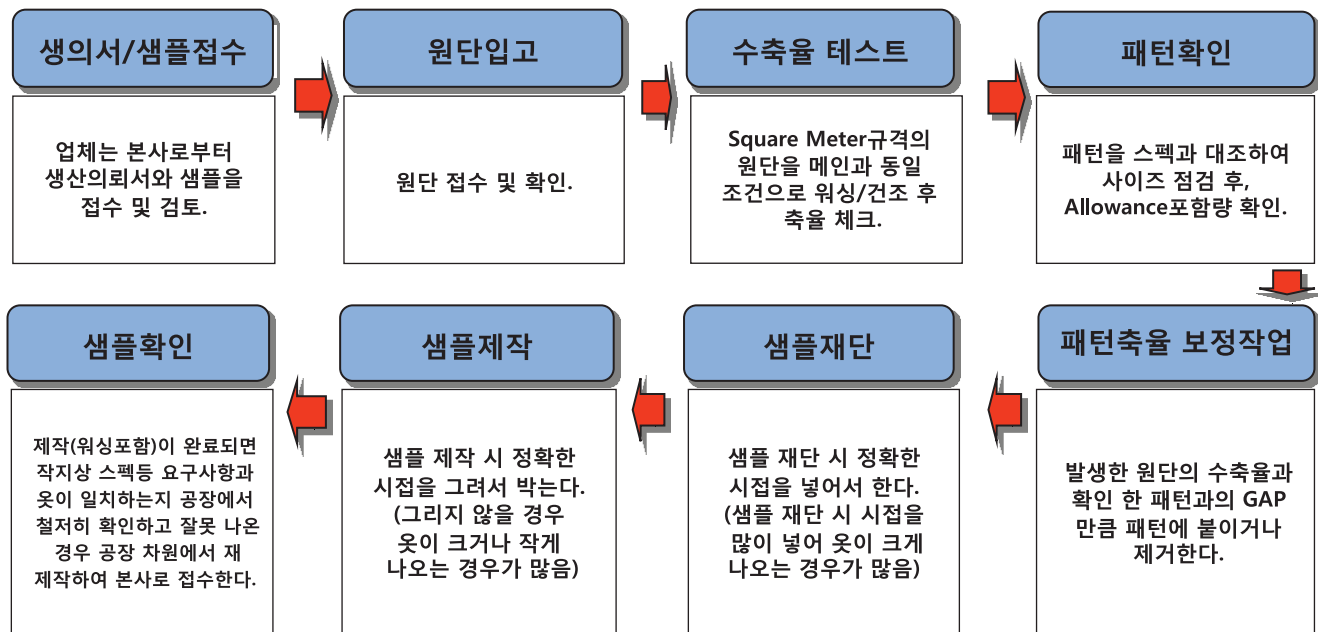 생의서/샘플접수
업체는 본사로부터
생산의뢰서와 샘플을
접수 및 검토.
원단입고
원단 접수 및 확인.
수축율 테스트
Square Meter규격의
원단을 메인과 동일
조건으로 워싱/건조 후
축율 체크.
패턴확인
패턴을 스펙과 대조하여
사이즈 점검 후,
Allowance포함량 확인.
패턴축율 보정작업
발생한 원단의 수축율과
확인 한 패턴과의 GAP
만큼 패턴에 붙이거나
제거한다.
샘플재단
샘플 재단 시 정확한
시접을 넣어서 한다.
(샘플 재단 시 시접을
많이 넣어 옷이 크게
나오는 경우가 많음)
샘플제작
샘플 제작 시 정확한
시접을 그려서 박는다.
(그리지 않을 경우
옷이 크거나 작게
나오는 경우가 많음)
샘플확인
제작(워싱포함)이 완료되면
작지상 스펙등 요구사항과
옷이 일치하는지 공장에서
철저히 확인하고 잘못 나온
경우 공장 차원에서 재
제작하여 본사로 접수한다.